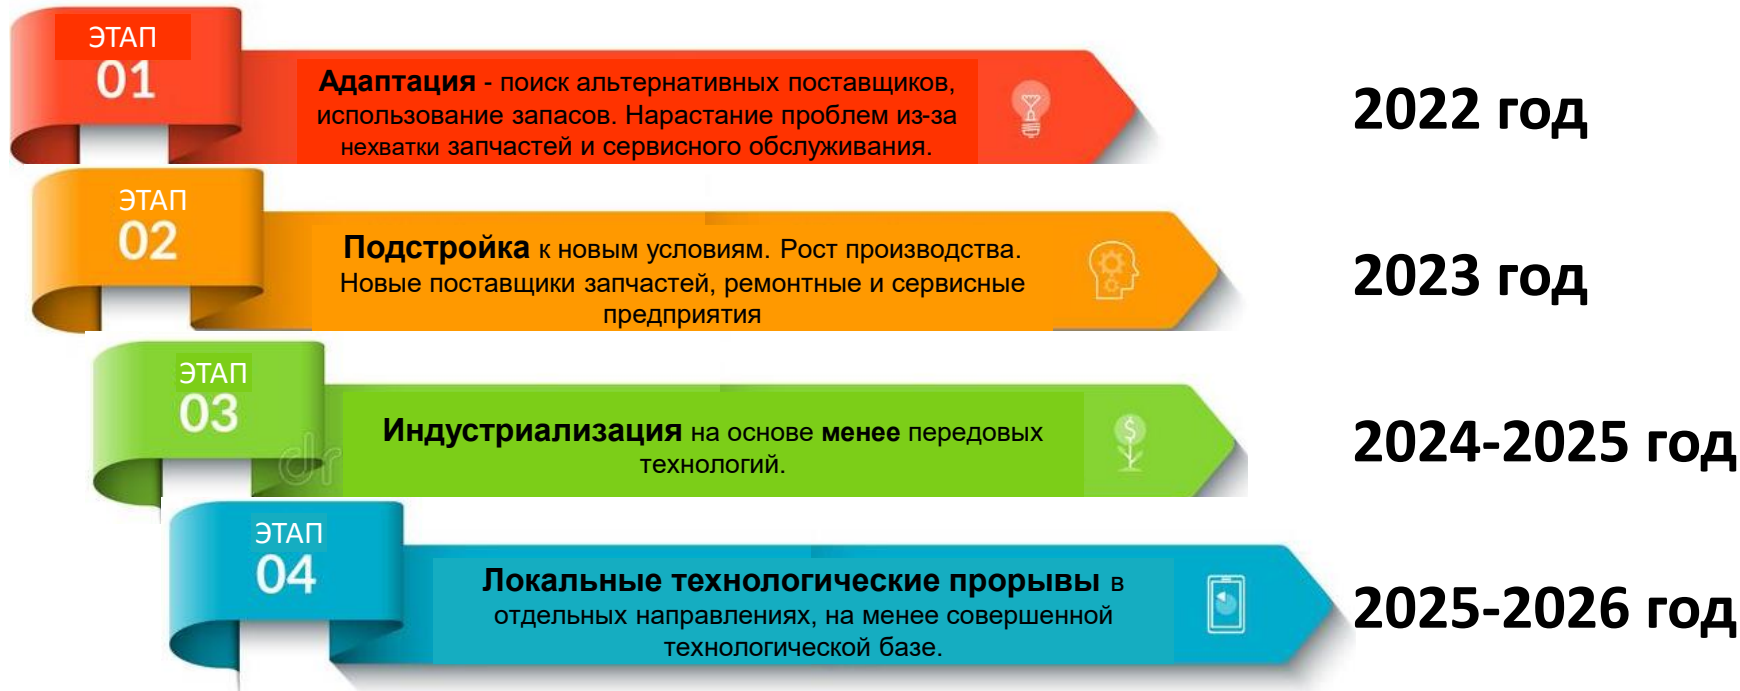 ЭТАП
01
Адаптация - поиск альтернативных поставщиков,
использование запасов. Нарастание проблем из-за
нехватки запчастей и сервисного обслуживания.
2022 год
ЭТАП
02
Подстройка к новым условиям. Рост производства.
Новые поставщики запчастей, ремонтные и сервисные
предприятия
2023 год
ЭТАП
03
Индустриализация на основе менее передовых
технологий.
2024-2025 год
ЭТАП
04
Локальные технологические прорывы в
отдельных направлениях, на менее совершенной
технологической базе.
2025-2026 год